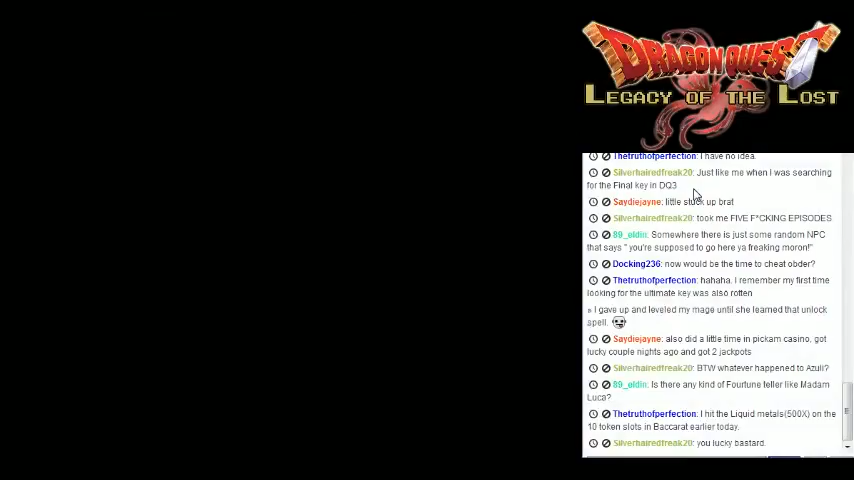 DRAGON QUEST
LEGACY OF THE LOST
Thetruthofperfection: I have no idea.
Silverhairedfreak20: Just like me when I was searching
for the Final key in DQ3
Saydiejayne: little stuck up brat
Silverhairedfreak20: took me FIVE F*CKING EPISODES
89_eldin: Somewhere there is just some random NPC
that says " you're supposed to go here ya freaking moron!"
Docking236: now would be the time to cheat obder?
Thetruthofperfection: hahaha. I remember my first time
looking for the ultimate key was also rotten
» I gave up and leveled my mage until she learned that unlock
spell.
Saydiejayne: also did a little time in pickam casino, got
lucky couple nights ago and got 2 jackpots
Silverhairedfreak20: BTW whatever happened to Azuli?
89_eldin: Is there any kind of Fourtune teller like Madam
Luca?
Thetruthofperfection: I hit the Liquid metals(500X) on the
10 token slots in Baccarat earlier today.
Silverhairedfreak20: you lucky bastard.